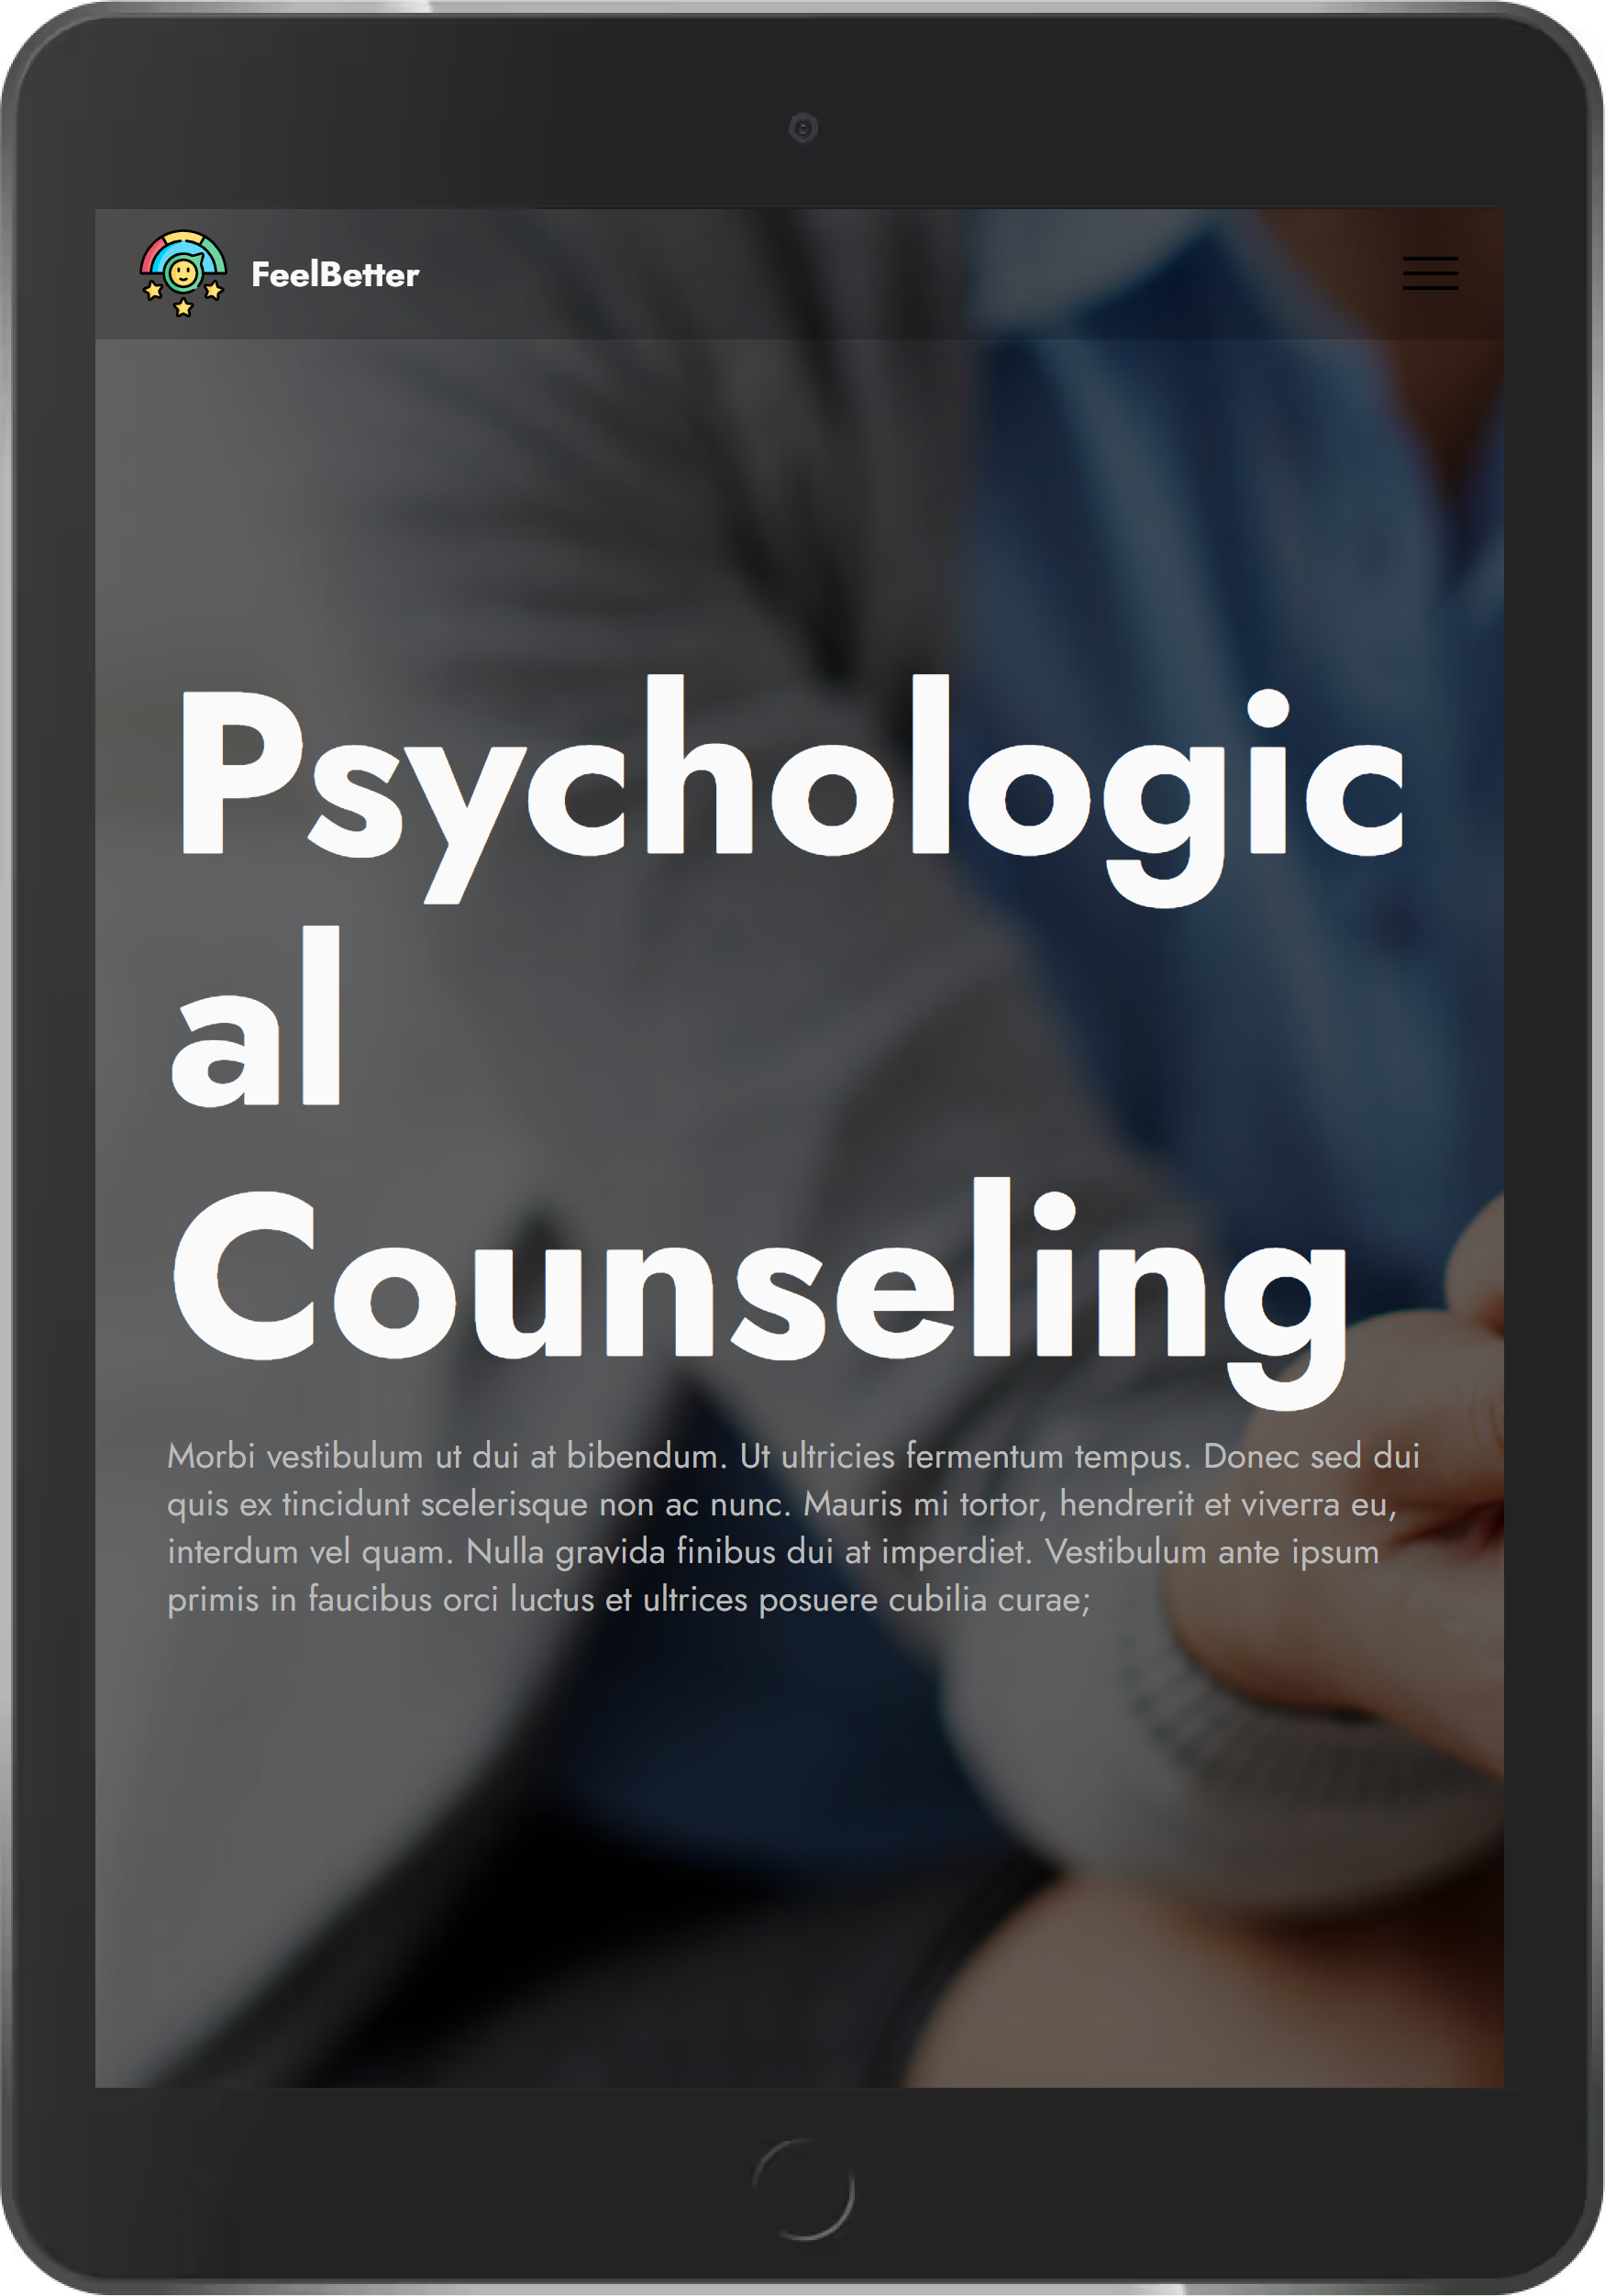 FeelBetter
Psychologic
al
Counseling
Morbi vestibulum ut dui at bibendum. Ut ultricies fermentum tempus. Donec sed dui
quis ex tincidunt scelerisque non ac nunc. Mauris mi tortor, hendrerit et viverra eu,
interdum vel quam. Nulla gravida finibus dui at imperdiet. Vestibulum ante ipsum
primis in faucibus orci luctus et ultrices posuere cubilia curae;